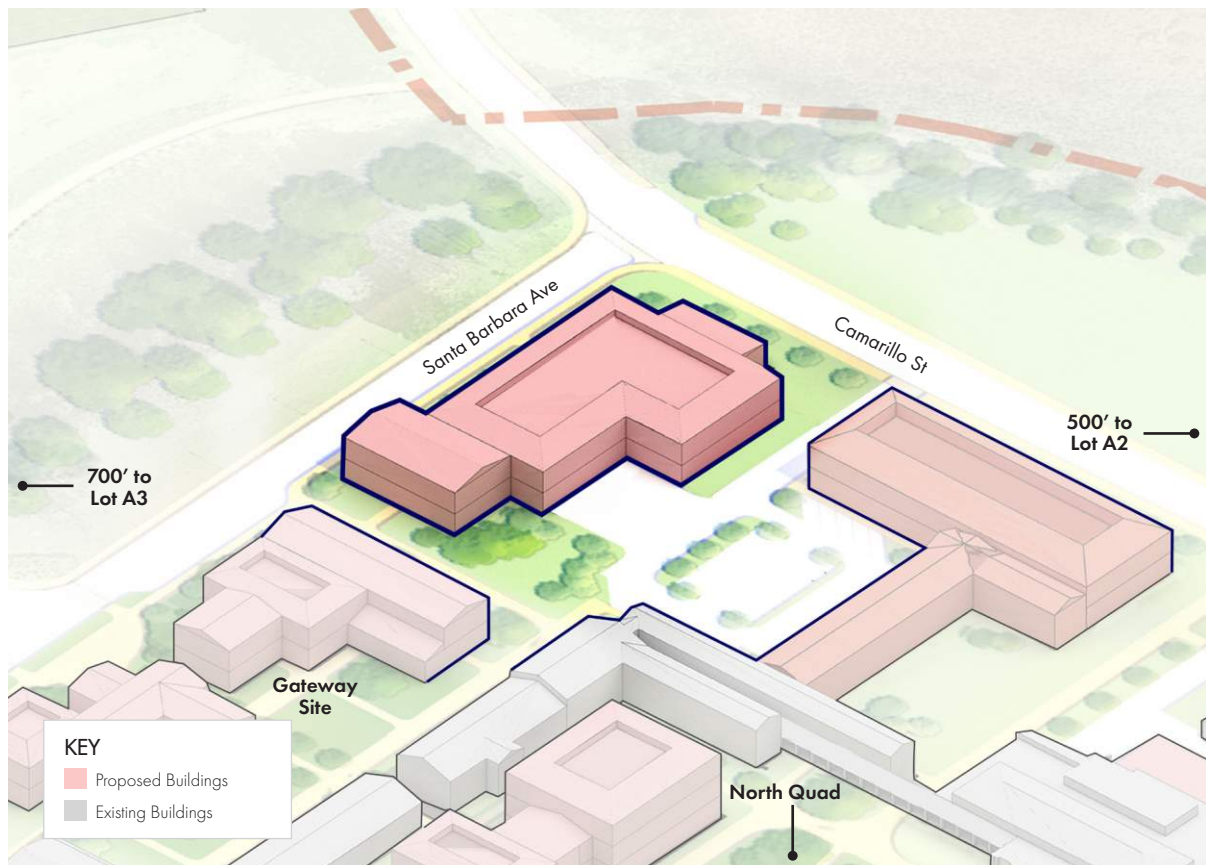 Santa Barbara Ave
Camarillo St
500’ to
Lot A2
700’ to
Lot A3
Gateway
Site
KEY
Proposed Buildings
Existing Buildings
North Quad